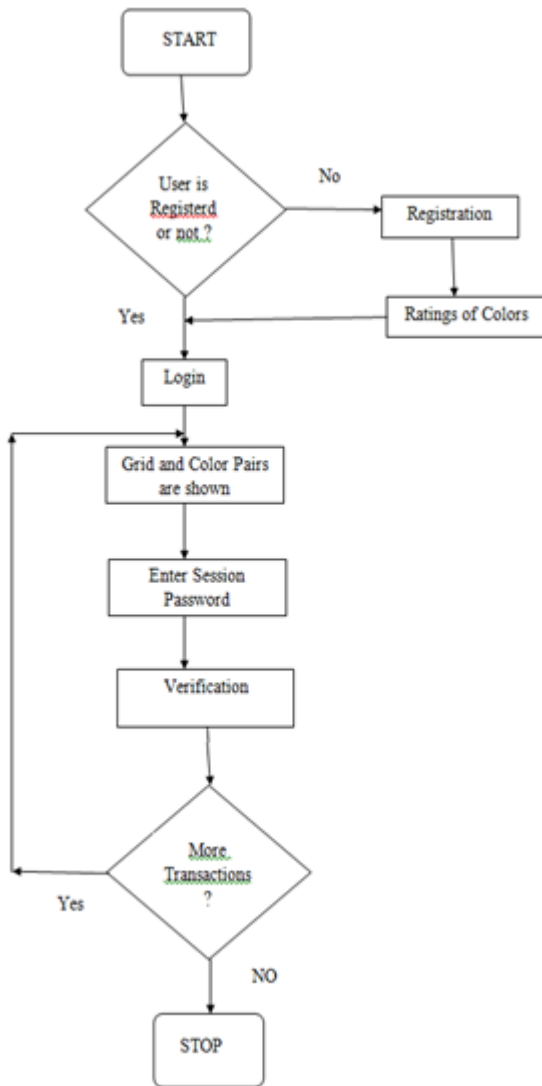 START
User is
Registerd
or not ?
No
Registration
Yes
Ratings of Colors
Login
Grid and Color Pairs
are shown
Enter Session
Password
Verification
More
Transactions
?
Yes
NO
STOP